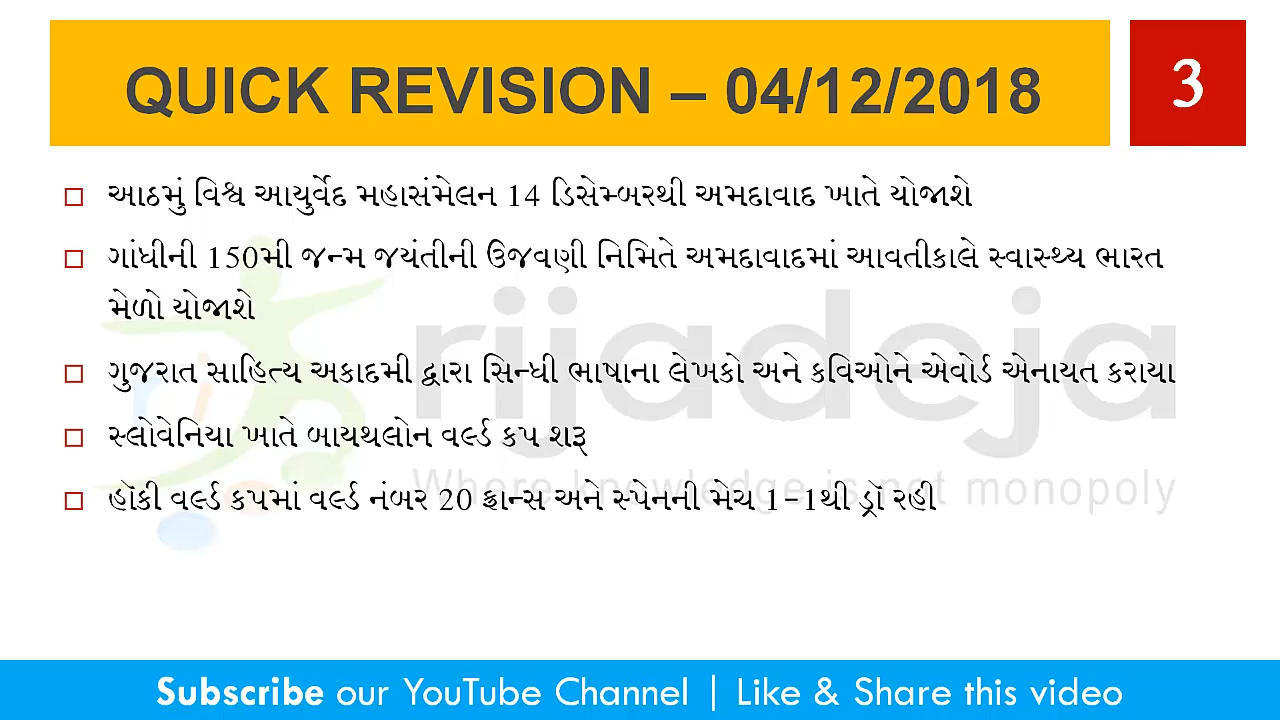 QUICK REVISION – 04/12/2018
3
આઠમું વિશ્વ આયુર્વેદ મહાસંમેલન 14 ડિસેમ્બરથી અમદાવાદ ખાતે યોજાશે
ગાંધીની 150મી જન્મ જયંતીની ઉજવણી નિમિતે અમદાવાદમાં આવતીકાલે સ્વાસ્થ્ય ભારત
મેળો યોજાશે
ગુજરાત સાહિત્ય અકાદમી દ્વારા સિન્ધી ભાષાના લેખકો અને કવિઓને એવોર્ડ એનાયત કરાયા
સ્લોવેનિયા ખાતે બાયથલોન વર્લ્ડ કપ શરૂ
હૉકી વર્લ્ડ કપમાં વર્લ્ડ નંબર 20 ફ્રાન્સ અને સ્પેનની મેચ 1-1થી ડ્રૉ રહી
rijadeja
Where knowledge is not monopoly
Subscribe our YouTube Channel | Like & Share this video